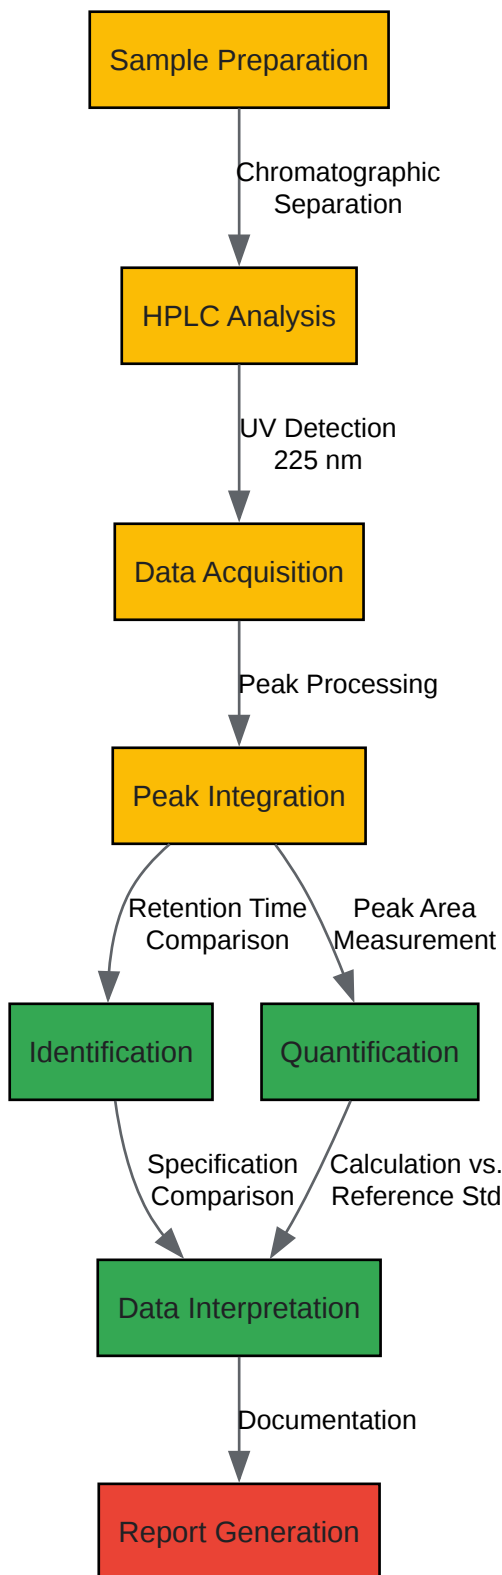 Sample Preparation
Chromatographic
Separation
HPLC Analysis
UV Detection
225 nm
Data Acquisition
Peak Processing
Peak Integration
Retention Time
Comparison
Peak Area
Measurement
Identification
Quantification
Specification
Comparison
Calculation vs.
Reference Std
Data Interpretation
Documentation
Report Generation